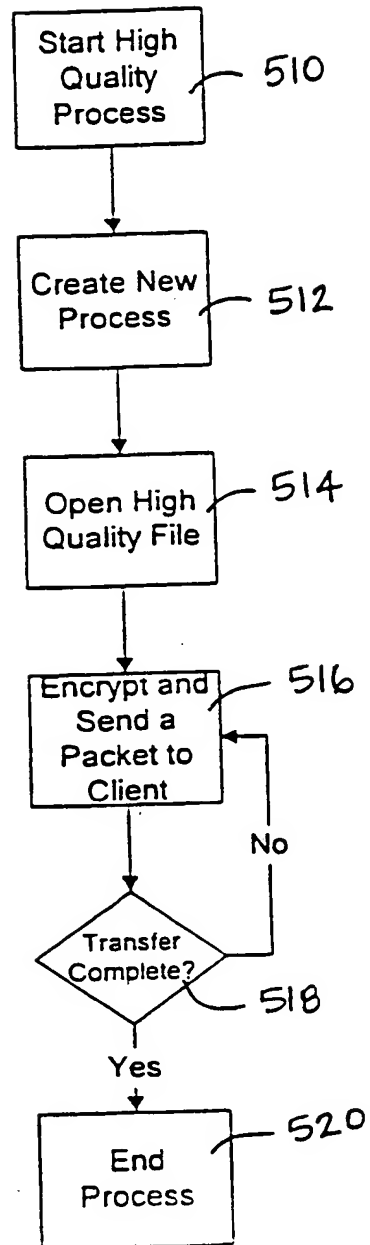 Start High
Quality
Process
510
Create New
Process
512
Open High
Quality File
514
Encrypt and
Send a
Packet to
Client
516
No
Transfer
Complete?
518
Yes
End
Process
520